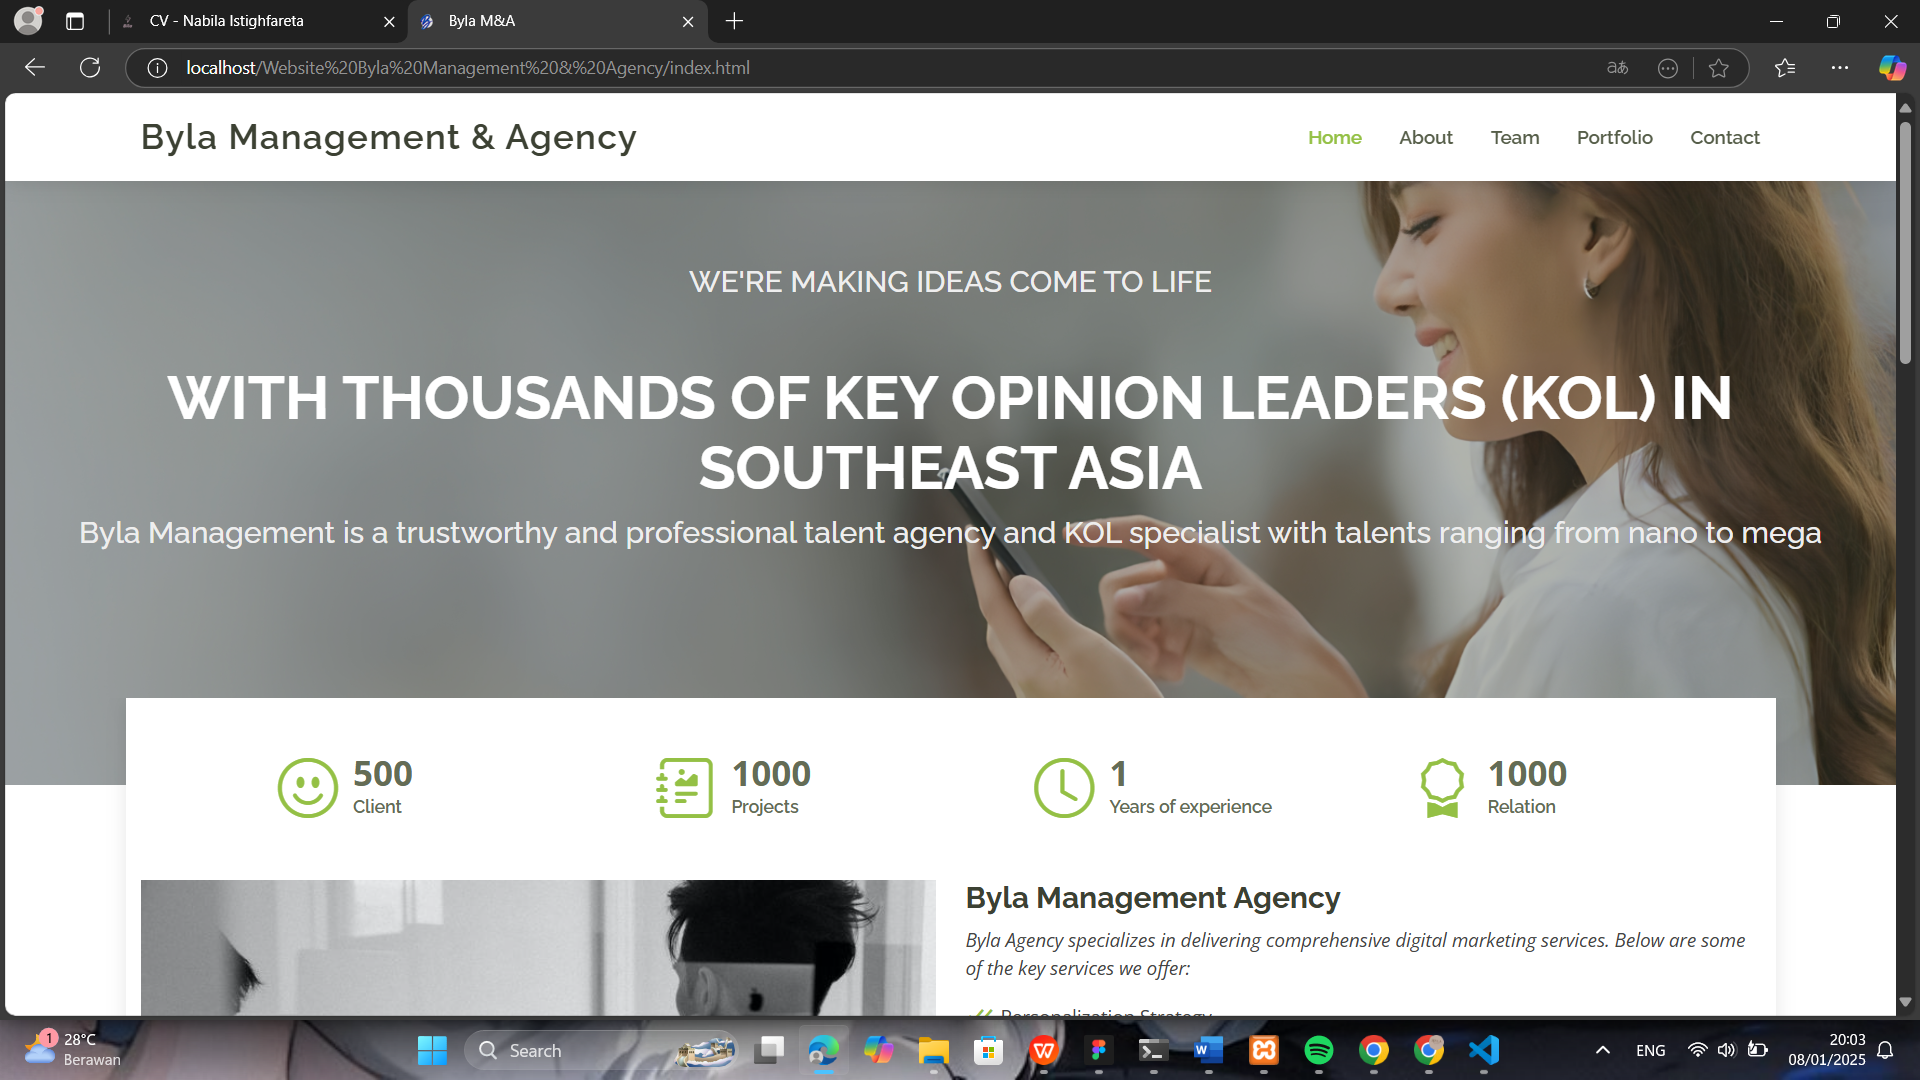 CV - Nabila Istighfareta
Byla M&A
localhost/Website%20Byla%20Management%20&%20Agency/index.html
Byla Management & Agency
Home About Team Portfolio Contact
WE'RE MAKING IDEAS COME TO LIFE
WITH THOUSANDS OF KEY OPINION LEADERS (KOL) IN
SOUTHEAST ASIA
Byla Management is a trustworthy and professional talent agency and KOL specialist with talents ranging from nano to mega
500
Client
1000
Projects
1
Years of experience
1000
Relation
Byla Management Agency
Byla Agency specializes in delivering comprehensive digital marketing services. Below are some
of the key services we offer:
Personalization Strategy
1
28°C
Berawan
Search
ENG
20:03
08/01/2025